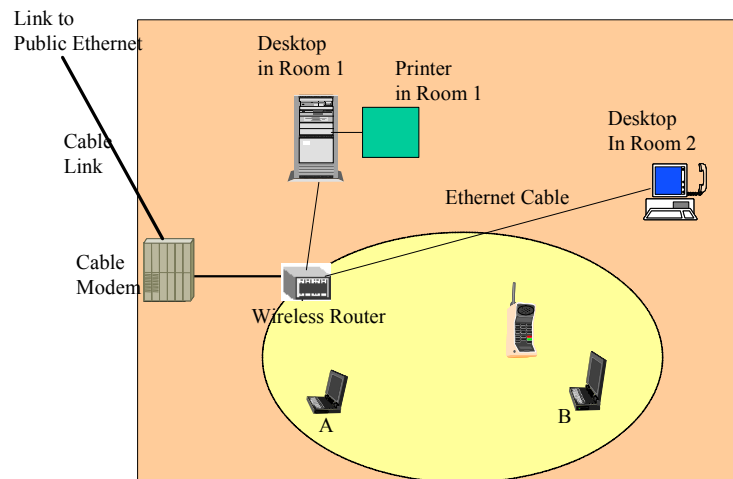 Link to
Public Ethernet
Desktop
in Room 1
Printer
in Room 1
Desktop
In Room 2
Cable
Link
Ethernet Cable
Cable
Modem
Wireless Router
A
B